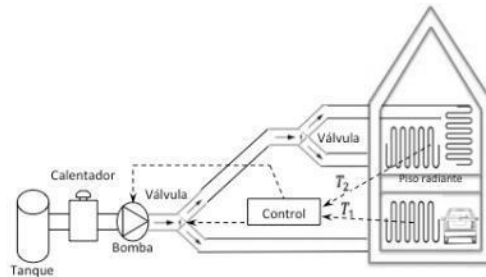 Válvula
Calentador
T₂
Piso radiante
Válvula
Control
T₁
Bomba
Tanque